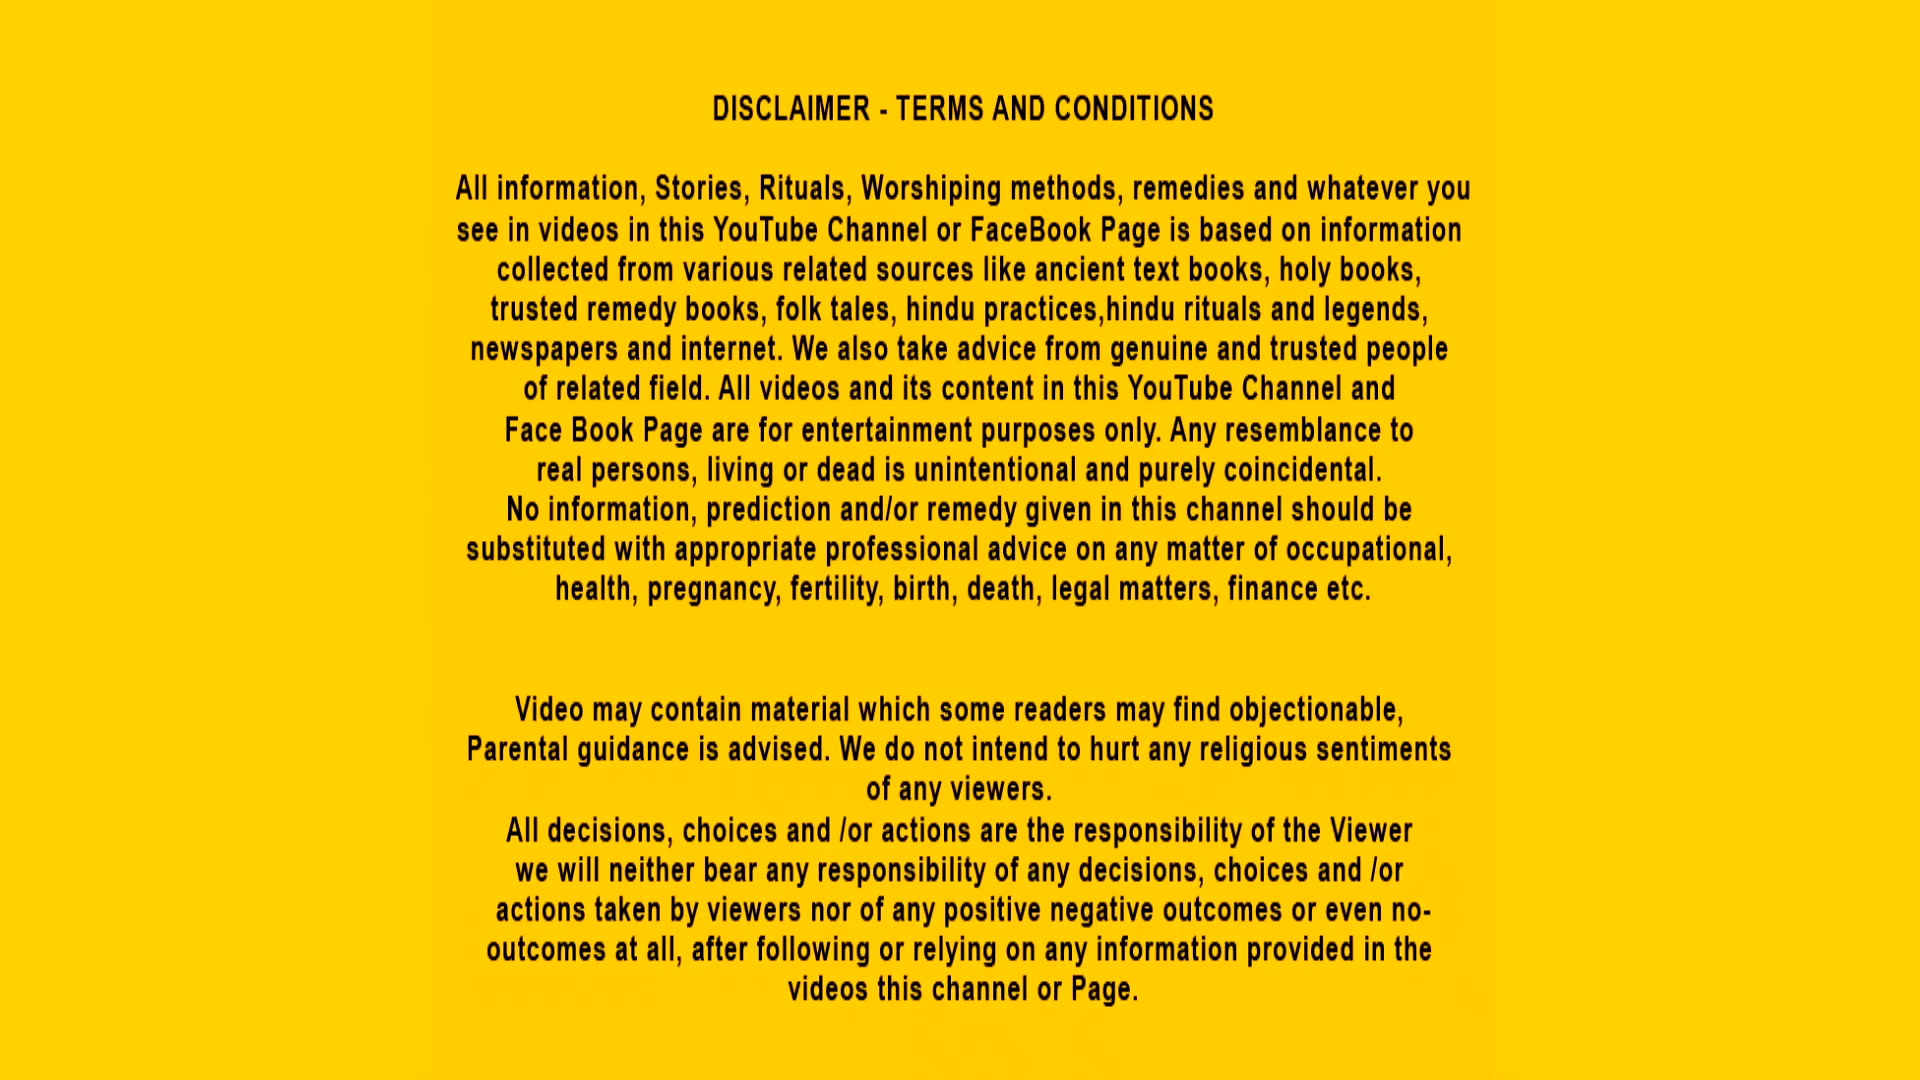 DISCLAIMER - TERMS AND CONDITIONS
All information, Stories, Rituals, Worshiping methods, remedies and whatever you
see in videos in this YouTube Channel or FaceBook Page is based on information
collected from various related sources like ancient text books, holy books,
trusted remedy books, folk tales, hindu practices,hindu rituals and legends,
newspapers and internet. We also take advice from genuine and trusted people
of related field. All videos and its content in this YouTube Channel and
Face Book Page are for entertainment purposes only. Any resemblance to
real persons, living or dead is unintentional and purely coincidental.
No information, prediction and/or remedy given in this channel should be
substituted with appropriate professional advice on any matter of occupational,
health, pregnancy, fertility, birth, death, legal matters, finance etc.
Video may contain material which some readers may find objectionable,
Parental guidance is advised. We do not intend to hurt any religious sentiments
of any viewers.
All decisions, choices and /or actions are the responsibility of the Viewer
we will neither bear any responsibility of any decisions, choices and /or
actions taken by viewers nor of any positive negative outcomes or even no-
outcomes at all, after following or relying on any information provided in the
videos this channel or Page.